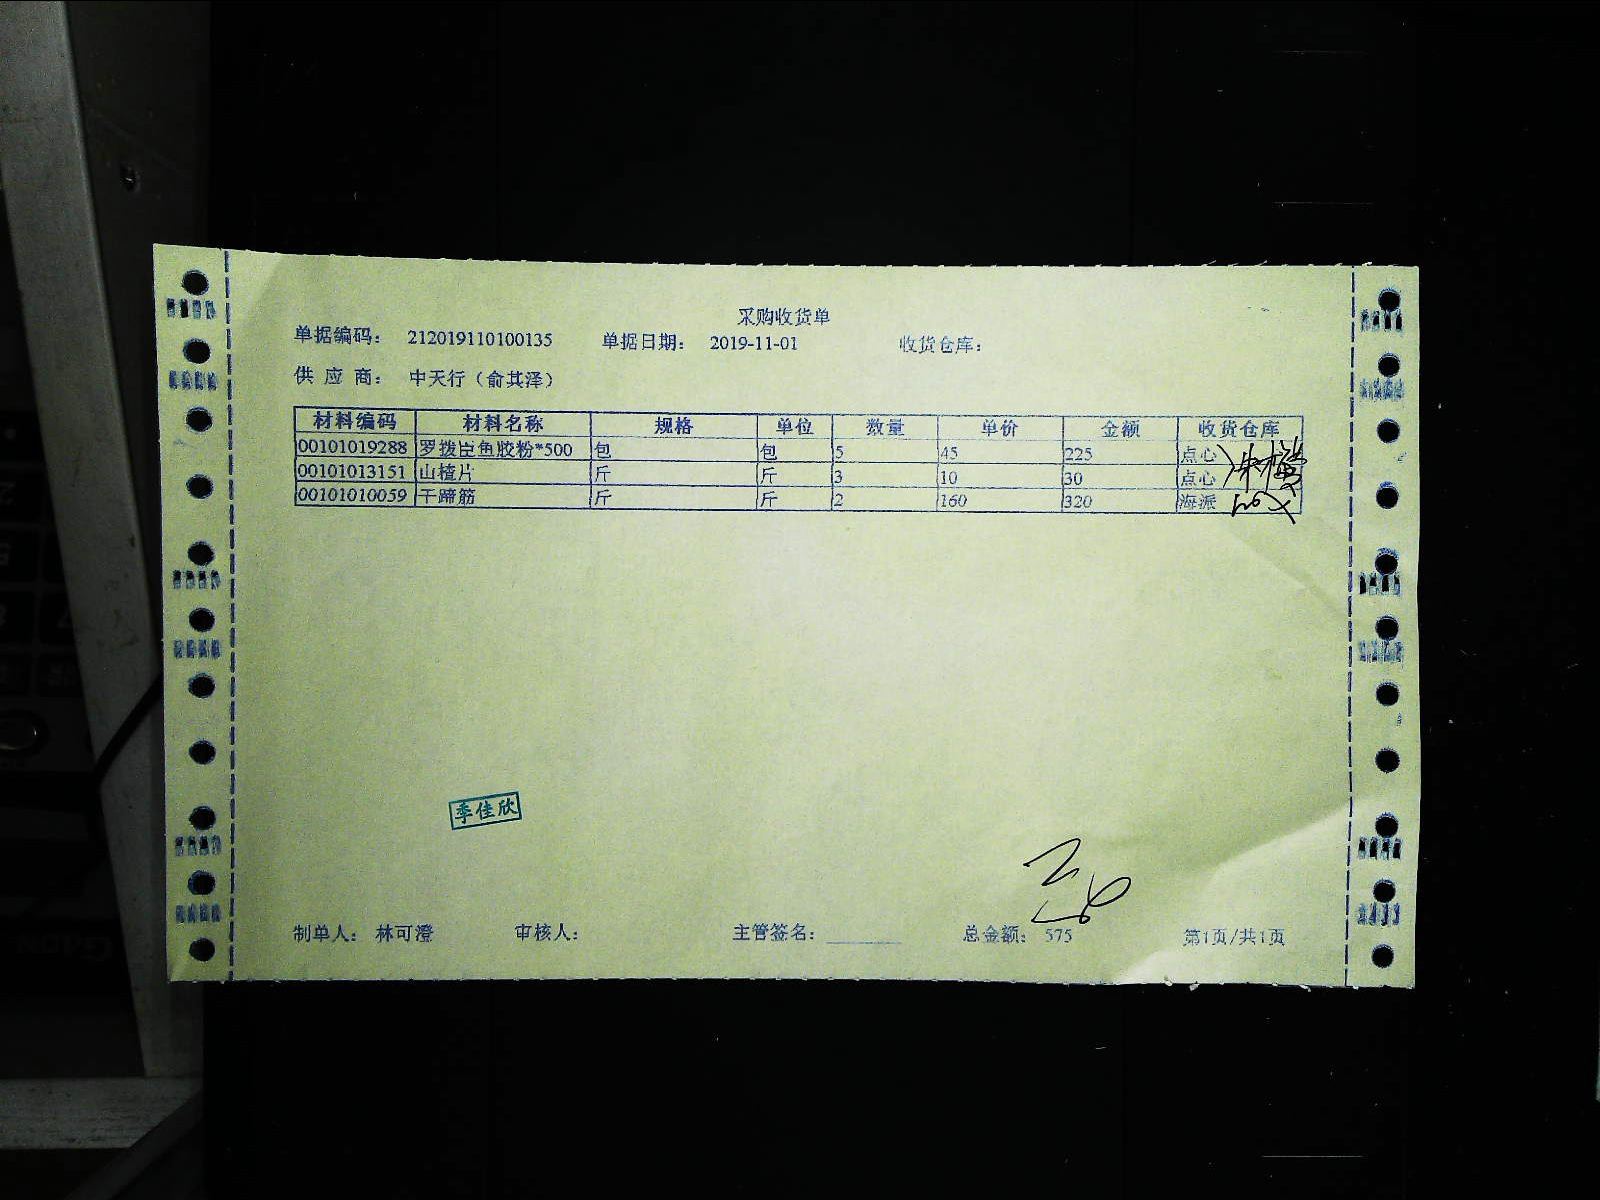 采购收货单
单据编码： 212019110100135 单据日期： 2019-11-01 收货仓库：
供 应 商： 中天行（俞其泽）
材料编码 材料名称 规格 单位 数量 单价 金额 收货仓库
00101019288 罗拨臣鱼胶粉*500 包 包 5 45 225 点心
00101013151 山楂片 斤 斤 3 10 30 点心
00101010059 干蹄筋 斤 斤 2 160 320 海派
季佳欣
制单人： 林可澄 审核人： 主管签名： 总金额： 575 第1页/共1页